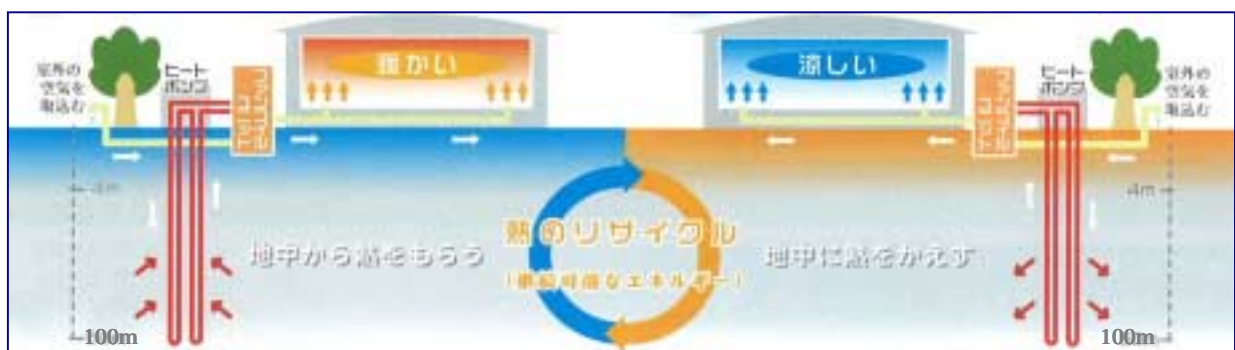 室外の
空気を
取込む
ヒート
ポンプ
暖かい
涼しい
ヒート
ポンプ
室外の
空気を
取込む
4m
4m
地中から熱をもらう
熱のリサイクル
(継続可能なエネルギー)
地中に熱をかえす
100m
100m